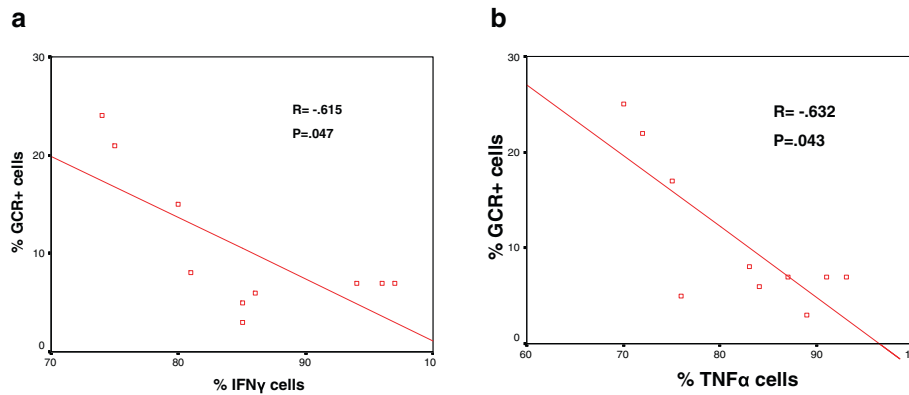 a
30
20
10
0
% GCR+ cells
R= -.615
P=.047
70
80
90
10
% IFNγ cells
b
30
20
10
0
% GCR+ cells
R= -.632
P=.043
60
70
80
90
1
% TNFα cells